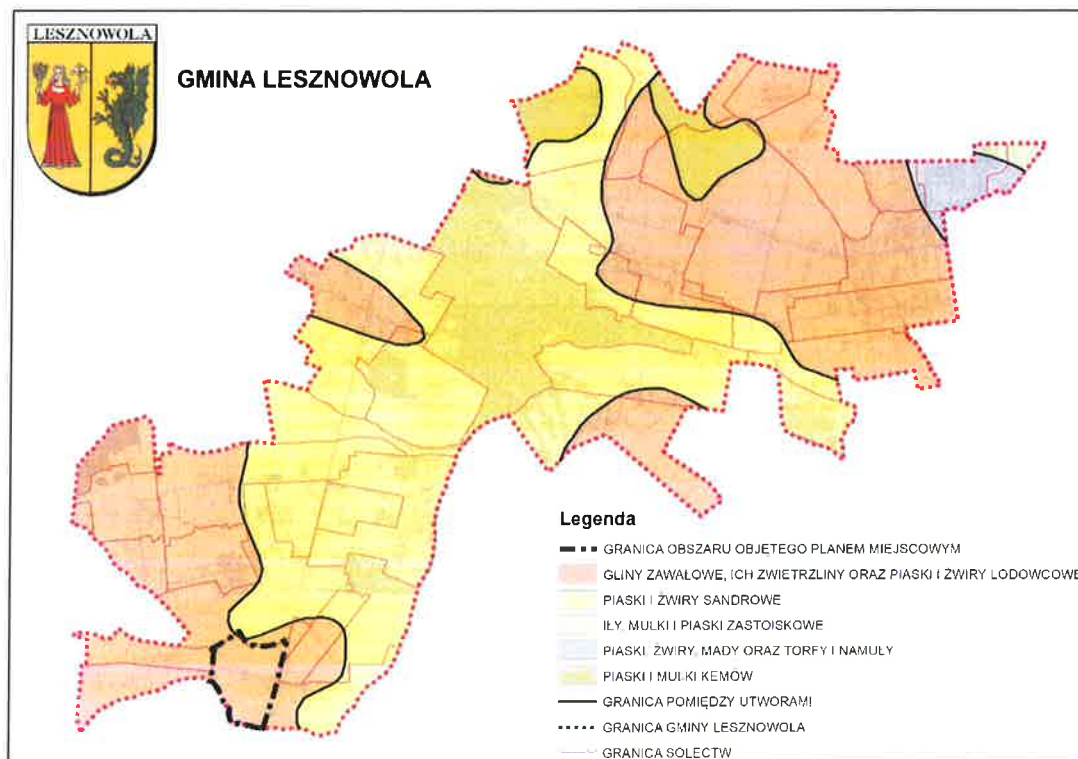 LESZNOWOLA
GMINA LESZNOWOLA
Legenda
GRANICA OBSZARU OBJĘTEGO PLANEM MIEJSCOWYM
GLINY ZAWAŁOWE, ICH ZWIETRZLINY ORAZ PIASKI I ŻWIRY LODOWCOWE
PIASKI I ŻWIRY SANDROWE
IŁY, MUŁKI I PIASKI ZASTOISKOWE
PIASKI, ŻWIRY, MADY ORAZ TORFY I NAMUŁY
PIASKI I MUŁKI KEMÓW
GRANICA POMIĘDZY UTWORAMI
GRANICA GMINY LESZNOWOLA
GRANICA SOŁECTW